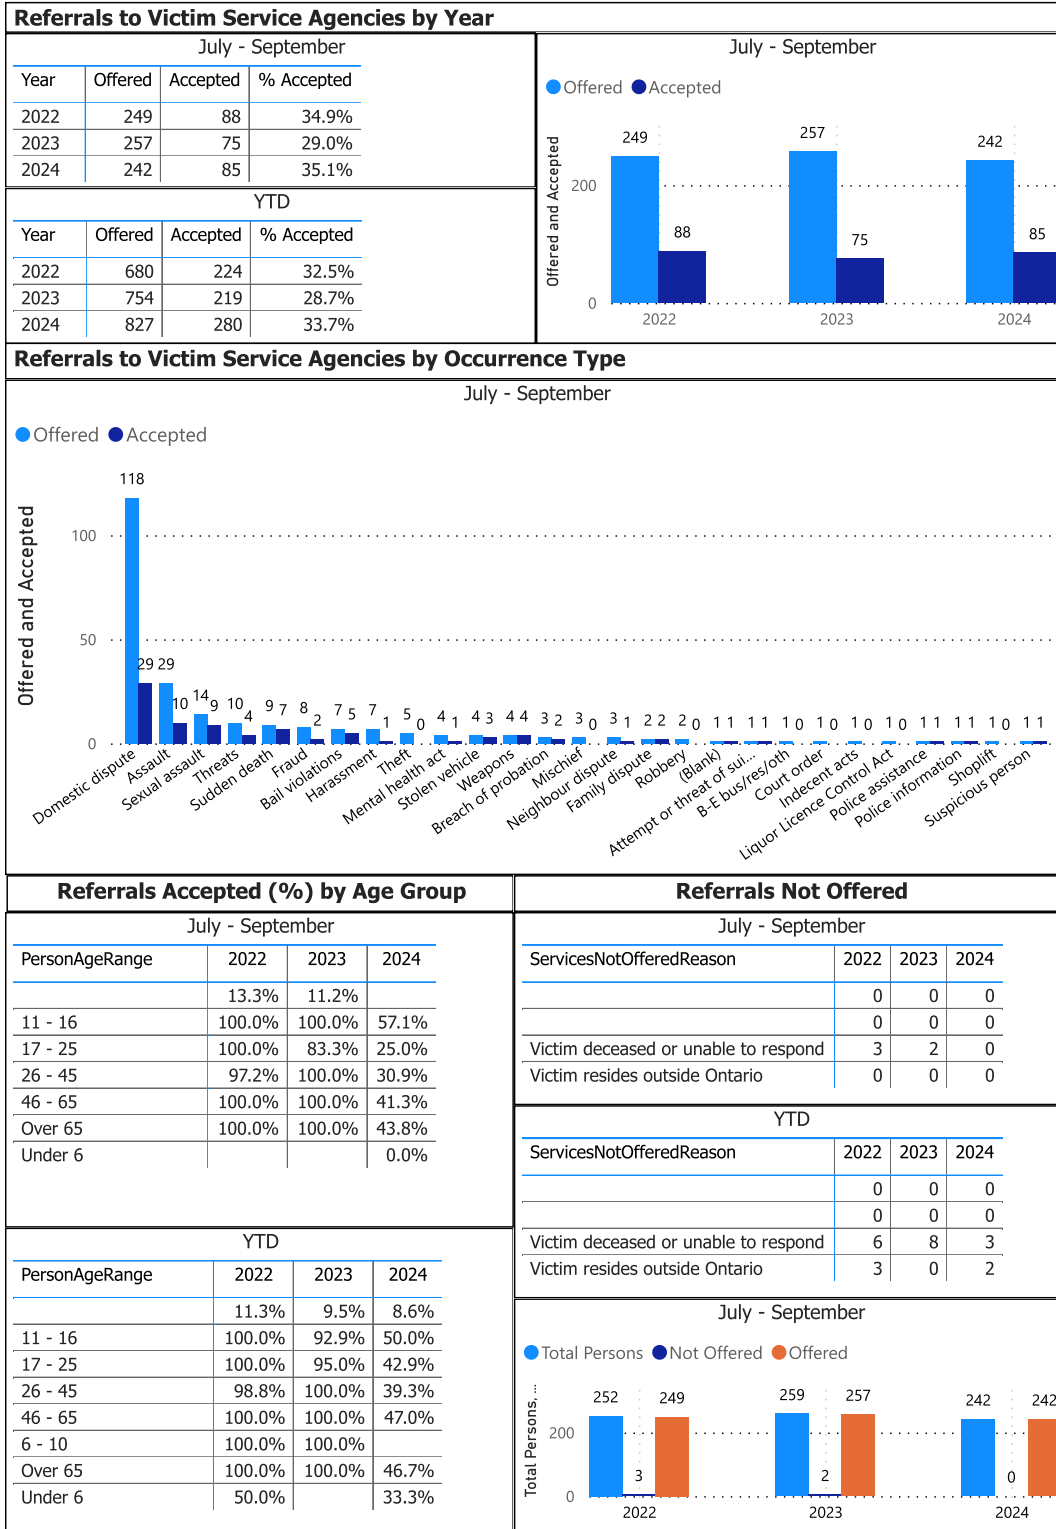 Referrals to Victim Service Agencies by Year
July - September
Year Offered Accepted % Accepted
2022 249 88 34.9%
2023 257 75 29.0%
2024 242 85 35.1%
YTD
Year Offered Accepted % Accepted
2022 680 224 32.5%
2023 754 219 28.7%
2024 827 280 33.7%
July - September
Offered Accepted
Offered and Accepted
200
0
249 88 257 75 242 85
2022 2023 2024
Referrals to Victim Service Agencies by Occurrence Type
July - September
Offered Accepted
Offered and Accepted
100
50
0
118 29 29 10 14 9 10 4 9 7 8 2 7 5 7 1 5 0 4 1 4 3 4 4 3 2 3 0 3 1 2 2 2 0 1 1 1 1 1 0 1 0 1 0 1 0 1 1 1 1 1 0 1 1
Domestic dispute
Assault
Sexual assault
Threats
Sudden death
Fraud
Bail violations
Harassment
Theft
Mental health act
Stolen vehicle
Weapons
Breach of probation
Mischief
Neighbour dispute
Family dispute
Robbery
(Blank)
Attempt or threat of sui...
B-E bus/res/oth
Court order
Indecent acts
Liquor Licence Control Act
Police assistance
Police information
Shoplift
Suspicious person
Referrals Accepted (%) by Age Group
July - September
PersonAgeRange 2022 2023 2024
13.3% 11.2%
11 - 16 100.0% 100.0% 57.1%
17 - 25 100.0% 83.3% 25.0%
26 - 45 97.2% 100.0% 30.9%
46 - 65 100.0% 100.0% 41.3%
Over 65 100.0% 100.0% 43.8%
Under 6 0.0%
YTD
PersonAgeRange 2022 2023 2024
11.3% 9.5% 8.6%
11 - 16 100.0% 92.9% 50.0%
17 - 25 100.0% 95.0% 42.9%
26 - 45 98.8% 100.0% 39.3%
46 - 65 100.0% 100.0% 47.0%
6 - 10 100.0% 100.0%
Over 65 100.0% 100.0% 46.7%
Under 6 50.0% 33.3%
Referrals Not Offered
July - September
ServicesNotOfferedReason 2022 2023 2024
0 0 0
0 0 0
Victim deceased or unable to respond 3 2 0
Victim resides outside Ontario 0 0 0
YTD
ServicesNotOfferedReason 2022 2023 2024
0 0 0
0 0 0
Victim deceased or unable to respond 6 8 3
Victim resides outside Ontario 3 0 2
July - September
Total Persons Not Offered Offered
Total Persons, ...
200
0
252 3 249 259 2 257 242 0 242
2022 2023 2024